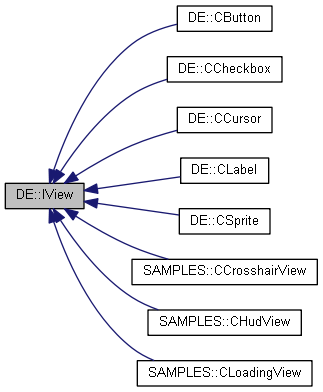 DE::CButton
DE::CCheckbox
DE::CCursor
DE::CLabel
DE::IView
DE::CSprite
SAMPLES::CCrosshairView
SAMPLES::CHudView
SAMPLES::CLoadingView